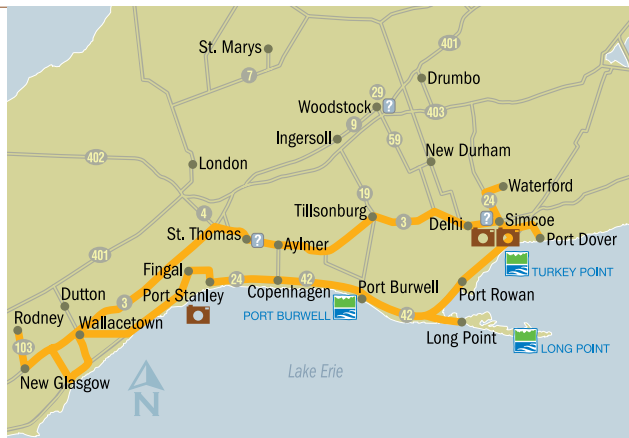 St. Marys
401
7
Drumbo
29
Woodstock
?
403
9
59
Ingersoll
402
London
New Durham
Waterford
24
19
Tillsonburg
4
3
?
Simcoe
Delhi
St. Thomas
?
Aylmer
Port Dover
401
Fingal
TURKEY POINT
24
42
Port Burwell
Port Rowan
Dutton
3
Port Stanley
Copenhagen
PORT BURWELL
Rodney
Wallacetown
42
Long Point
103
LONG POINT
New Glasgow
Lake Erie
N